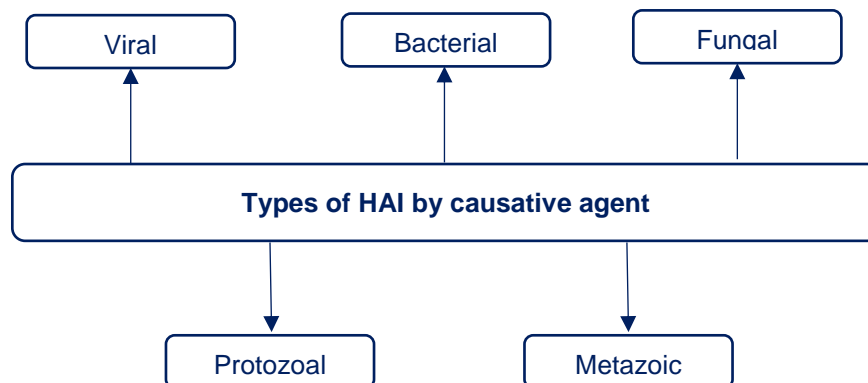 Viral
Bacterial
Fungal
Types of HAI by causative agent
Protozoal
Metazoic